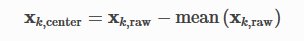 x_{k,center} = x_{k,raw} − mean (x_{k,raw})